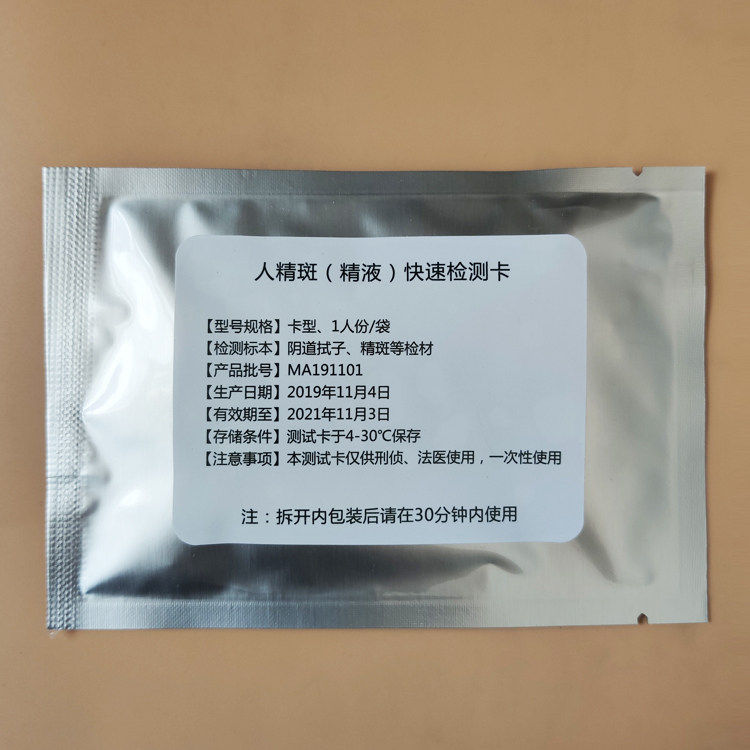 人精斑（精液）快速检测卡
【型号规格】卡型、1人份/袋
【检测标本】阴道拭子、精斑等检材
【产品批号】MA191101
【生产日期】2019年11月4日
【有效期至】2021年11月3日
【存储条件】测试卡于4-30℃保存
【注意事项】本测试卡仅供刑侦、法医使用，一次性使用
注：拆开内包装后请在30分钟内使用